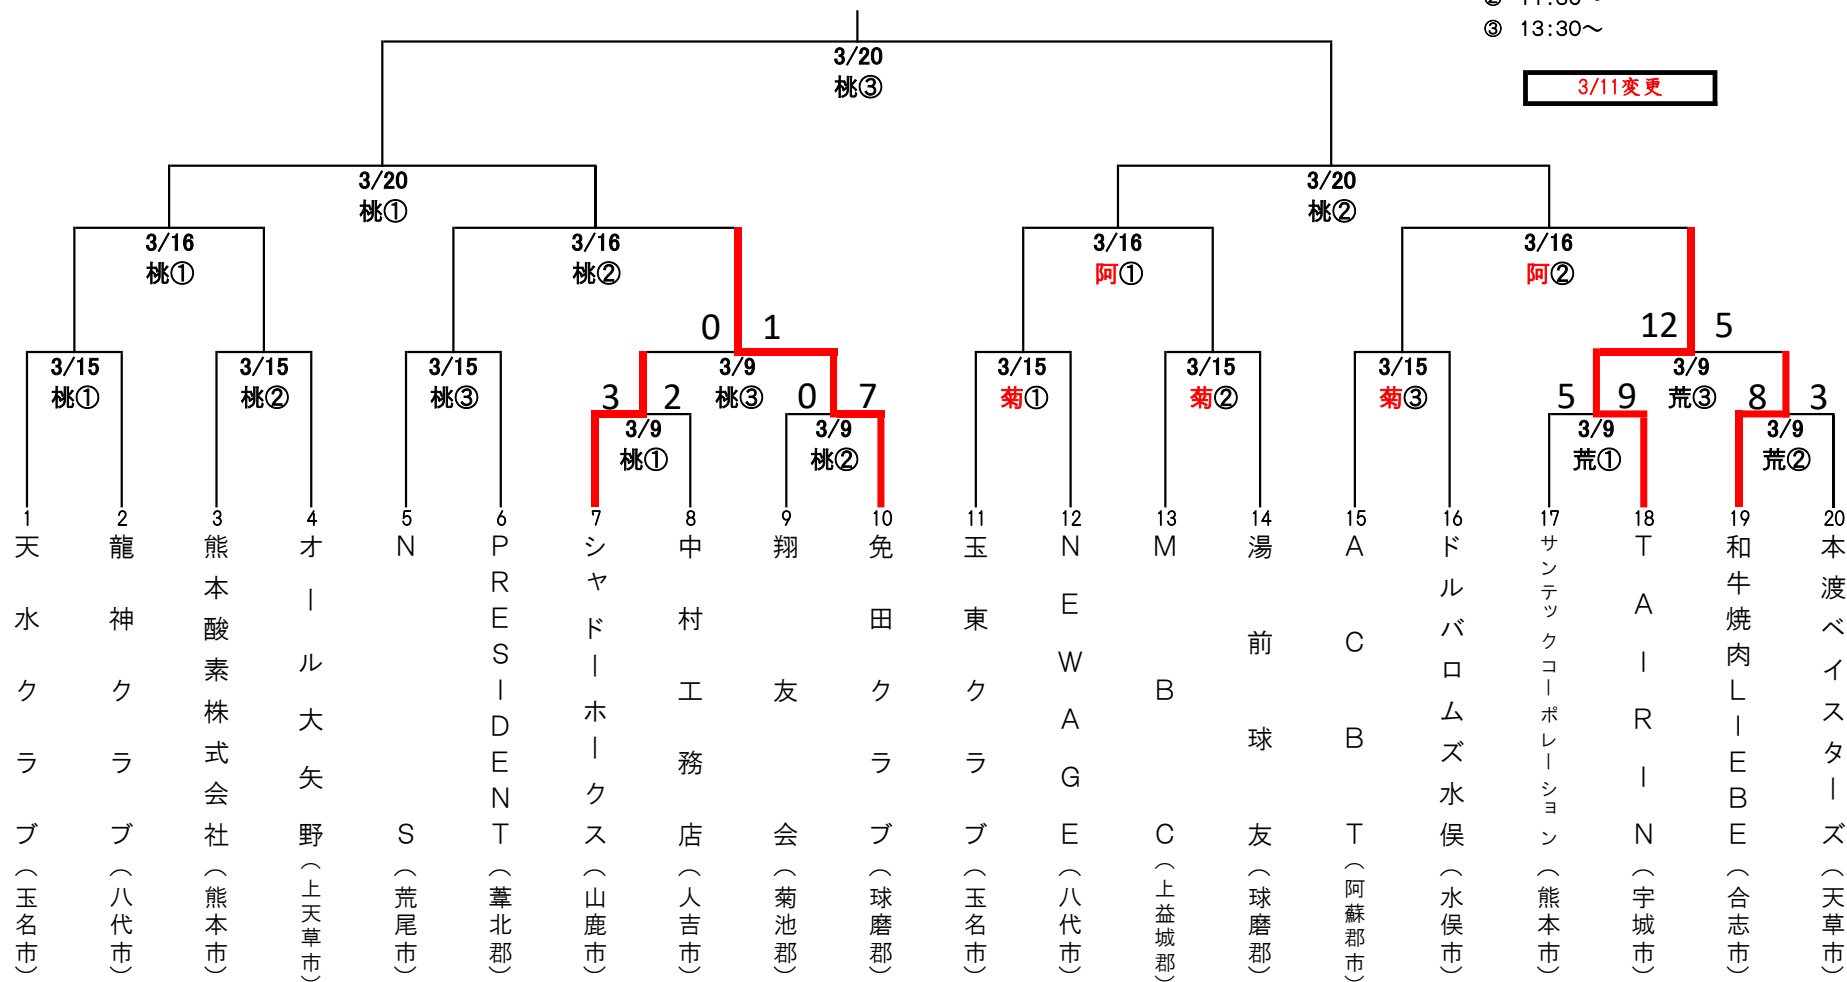 ③ 13:30～
3/11変更
3/20
桃③
3/20
桃①
3/20
桃②
3/16
桃①
3/16
桃②
3/16
阿①
3/16
阿②
0 1
12 5
3/15
桃①
3/15
桃②
3/15
桃③
3/9
桃③
3/15
菊①
3/15
菊②
3/15
菊③
3/9
荒③
3 2
0 7
5 9
8 3
3/9
桃①
3/9
桃②
3/9
荒①
3/9
荒②
1 天水クラブ（玉名市）
2 龍神クラブ（八代市）
3 熊本酸素株式会社（熊本市）
4 オール大矢野（上天草市）
5 NS（荒尾市）
6 PRESIDENT（葦北郡）
7 シャドーホークス（山鹿市）
8 中村工務店（人吉市）
9 翔友会（菊池郡）
10 免田クラブ（球磨郡）
11 玉東クラブ（玉名市）
12 NEWAGE（八代市）
13 MBC（上益城郡）
14 湯前球友（球磨郡）
15 ACBT（阿蘇郡市）
16 ドルバロムズ水俣（水俣市）
17 サンテックコーポレーション（熊本市）
18 TAIRIN（宇城市）
19 和牛焼肉LIEBE（合志市）
20 本渡ベイスターズ（天草市）